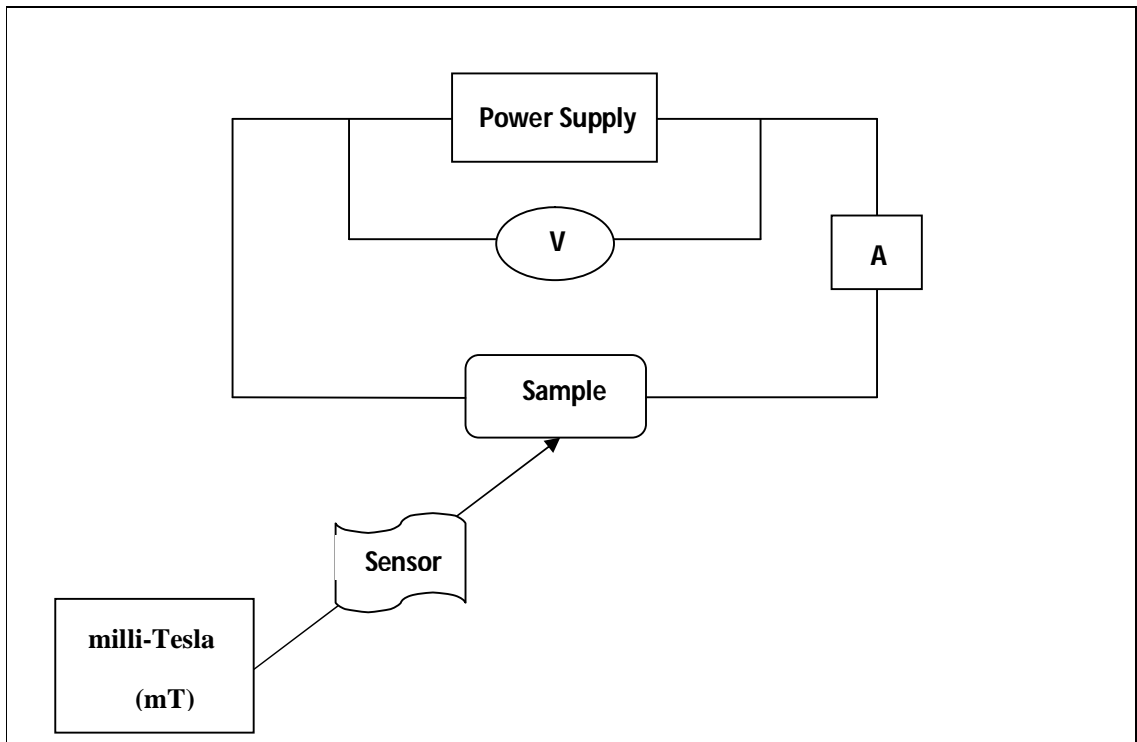 Power Supply
V
A
Sample
Sensor
milli-Tesla
(mT)